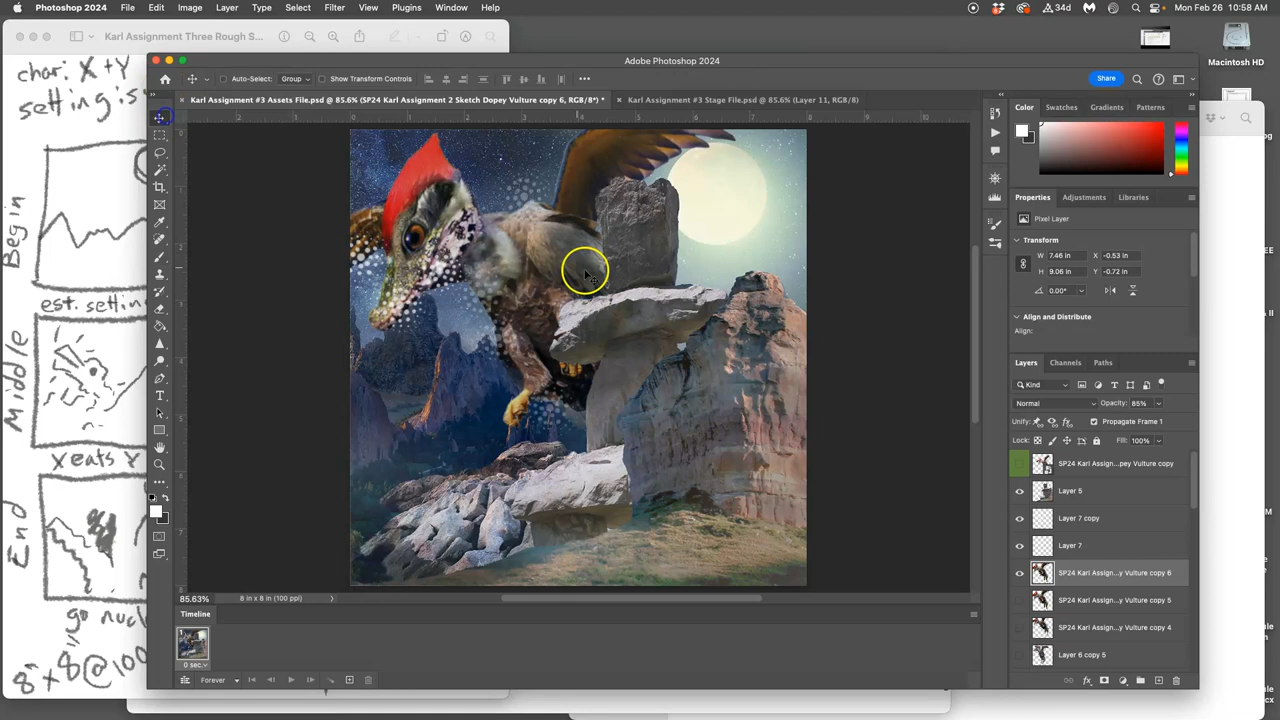 Photoshop 2024 File Edit Image Layer Type Select Filter View Plugins Window Help
34d
Mon Feb 26 10:58 AM
Karl Assignment Three Rough S...
Adobe Photoshop 2024
Macintosh HD
Auto-Select: Group Show Transform Controls
Share
Karl Assignment #3 Assets File.psd @ 85.6% (SP24 Karl Assignment 2 Sketch Dopey Vulture copy 6, RGB/8*) *
Karl Assignment #3 Stage File.psd @ 85.6% (Layer 11, RGB/8)
char: X + Y
setting is
Begin
est. settin
Middle
X eats Y
End
go nucl
8" x 8" @ 100
Color Swatches Gradients Patterns
Properties Adjustments Libraries
Pixel Layer
Transform
W 7.46 in X -0.53 in
H 9.06 in Y -0.72 in
0.00°
Align and Distribute
Align:
Layers Channels Paths
Kind
Normal Opacity: 85%
Unify: Propagate Frame 1
Lock: Fill: 100%
SP24 Karl Assign...pey Vulture copy
Layer 5
Layer 7 copy
Layer 7
SP24 Karl Assign...y Vulture copy 6
SP24 Karl Assign...y Vulture copy 5
SP24 Karl Assign...y Vulture copy 4
Layer 6 copy 5
85.63% 8 in x 8 in (100 ppi)
Timeline
1
0 sec.
Forever